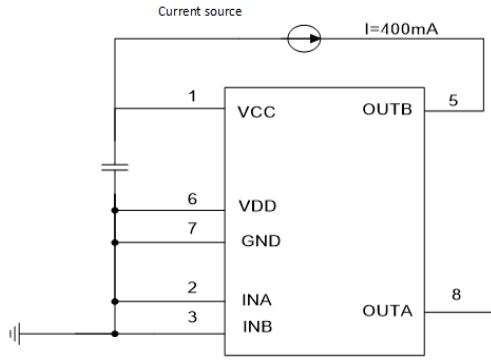 Current source
I=400mA
1 VCC OUTB 5
6 VDD
7 GND
2 INA
3 INB OUTA 8